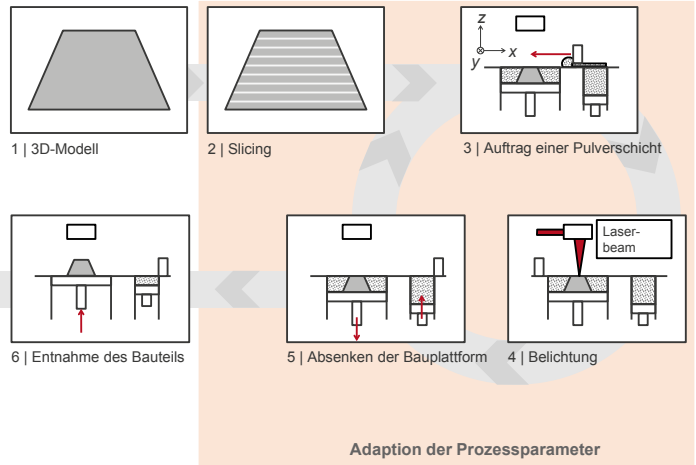 z
x
y
1 | 3D-Modell
2 | Slicing
3 | Auftrag einer Pulverschicht
Laser-
beam
6 | Entnahme des Bauteils
5 | Absenken der Bauplattform
4 | Belichtung
Adaption der Prozessparameter